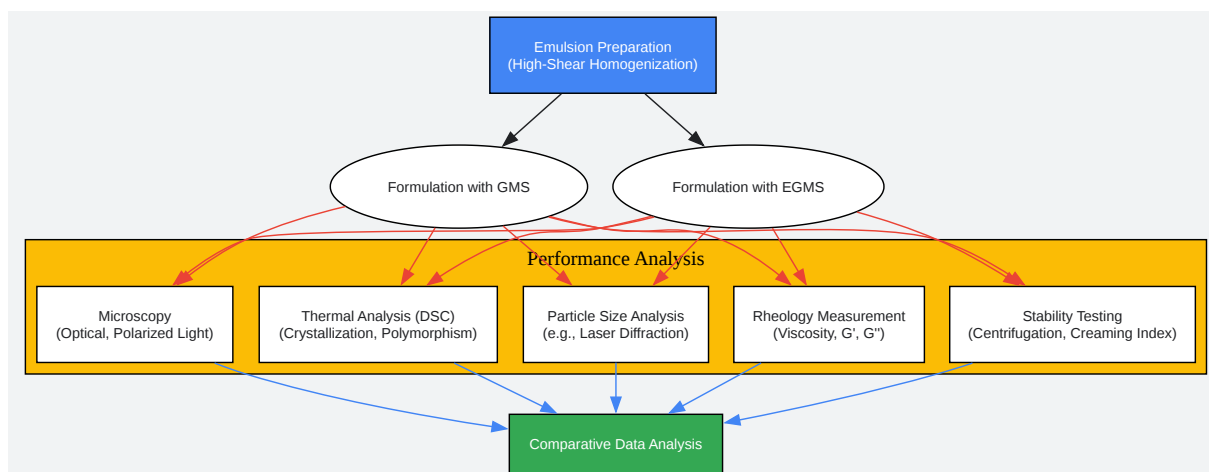 Emulsion Preparation
(High-Shear Homogenization)
Formulation with GMS
Formulation with EGMS
Performance Analysis
Microscopy
(Optical, Polarized Light)
Thermal Analysis (DSC)
(Crystallization, Polymorphism)
Particle Size Analysis
(e.g., Laser Diffraction)
Rheology Measurement
(Viscosity, G', G'')
Stability Testing
(Centrifugation, Creaming Index)
Comparative Data Analysis